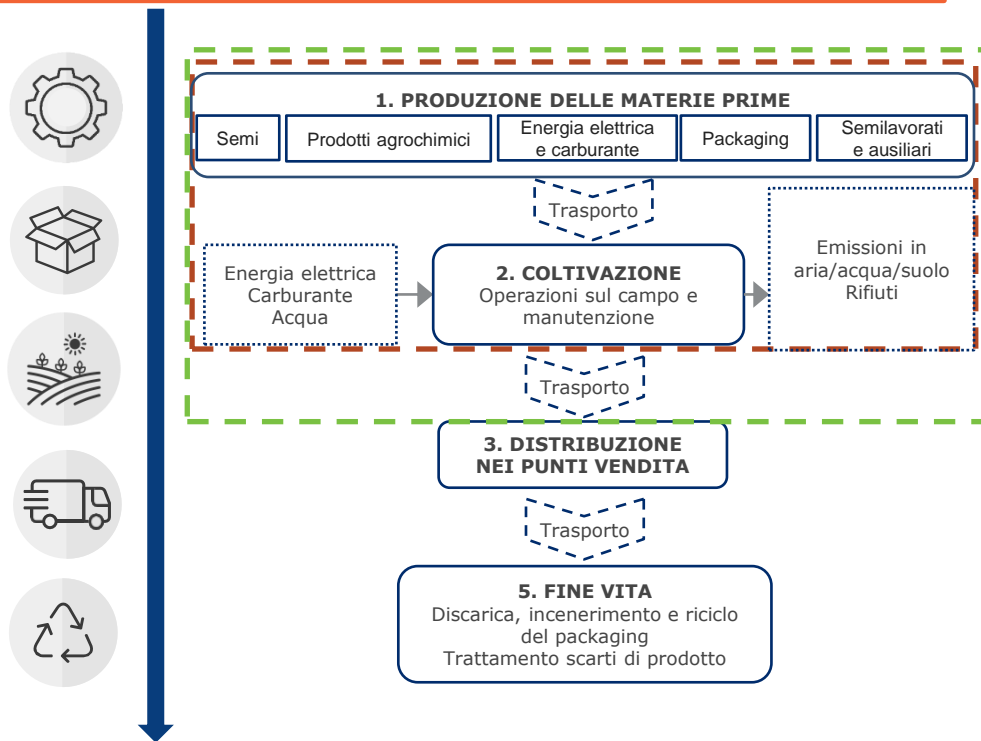 1. PRODUZIONE DELLE MATERIE PRIME
Semi
Prodotti agrochimici
Energia elettrica
e carburante
Packaging
Semilavorati
e ausiliari
Trasporto
Energia elettrica
Carburante
Acqua
2. COLTIVAZIONE
Operazioni sul campo e
manutenzione
Emissioni in
aria/acqua/suolo
Rifiuti
Trasporto
3. DISTRIBUZIONE
NEI PUNTI VENDITA
Trasporto
5. FINE VITA
Discarica, incenerimento e riciclo
del packaging
Trattamento scarti di prodotto